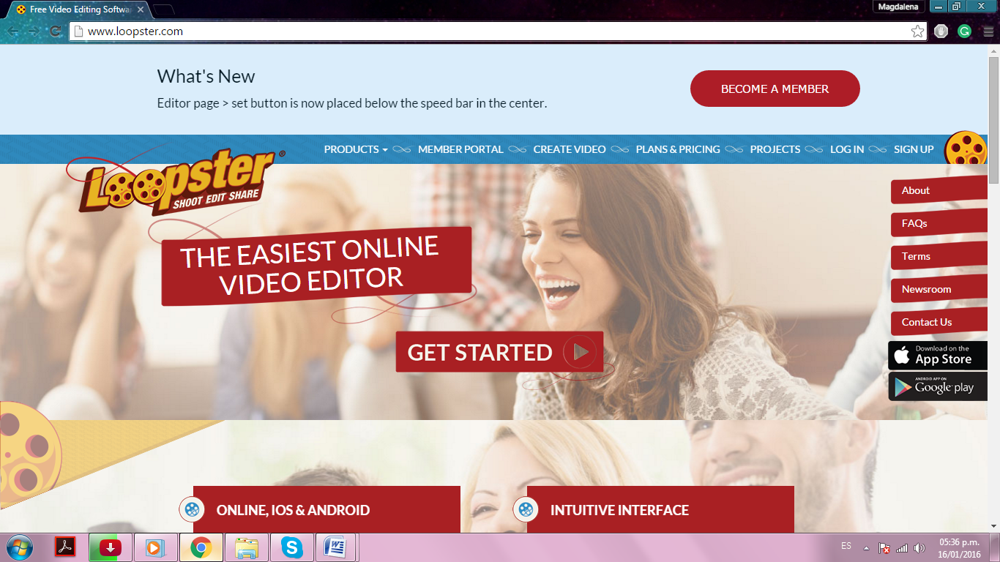 Free Video Editing Softwa
Magdalena
www.loopster.com
What's New
Editor page > set button is now placed below the speed bar in the center.
BECOME A MEMBER
PRODUCTS MEMBER PORTAL CREATE VIDEO PLANS & PRICING PROJECTS LOG IN SIGN UP
Loopster®
SHOOT EDIT SHARE
THE EASIEST ONLINE
VIDEO EDITOR
GET STARTED
About
FAQs
Terms
Newsroom
Contact Us
Download on the
App Store
ANDROID APP ON
Google play
ONLINE, IOS & ANDROID
INTUITIVE INTERFACE
ES
05:36 p.m.
16/01/2016